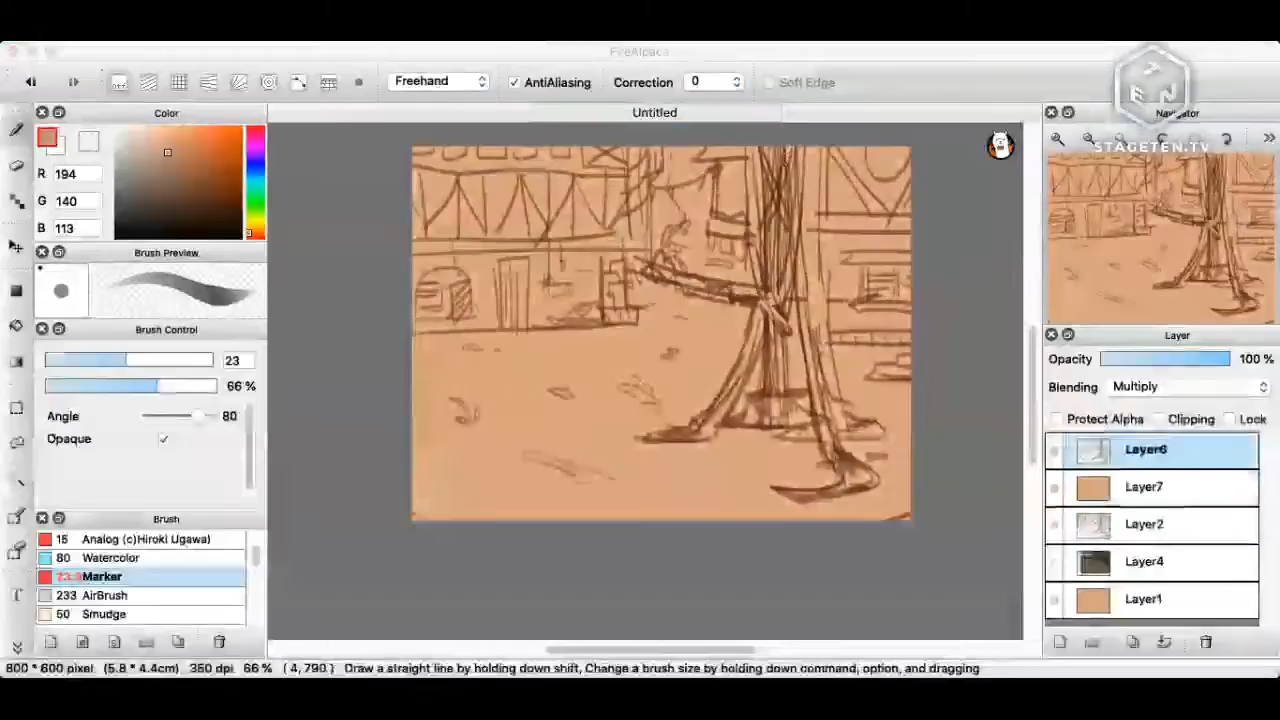 FireAlpaca
Freehand
AntiAliasing
Correction
0
Soft Edge
EN
STAGETEN.TV
Color
Untitled
Navigator
R 194
G 140
B 113
Brush Preview
Brush Control
23
66 %
Angle
80
Opaque
Layer
Opacity
100 %
Blending
Multiply
Protect Alpha
Clipping
Lock
Layer6
Layer7
Layer2
Layer4
Layer1
Brush
15 Analog (c)Hiroki Ugawa)
80 Watercolor
Marker
233 AirBrush
50 Smudge
T
800 * 600 pixel (5.8 * 4.4cm) 350 dpi 66 % ( 4, 790 ) Draw a straight line by holding down shift, Change a brush size by holding down command, option, and dragging